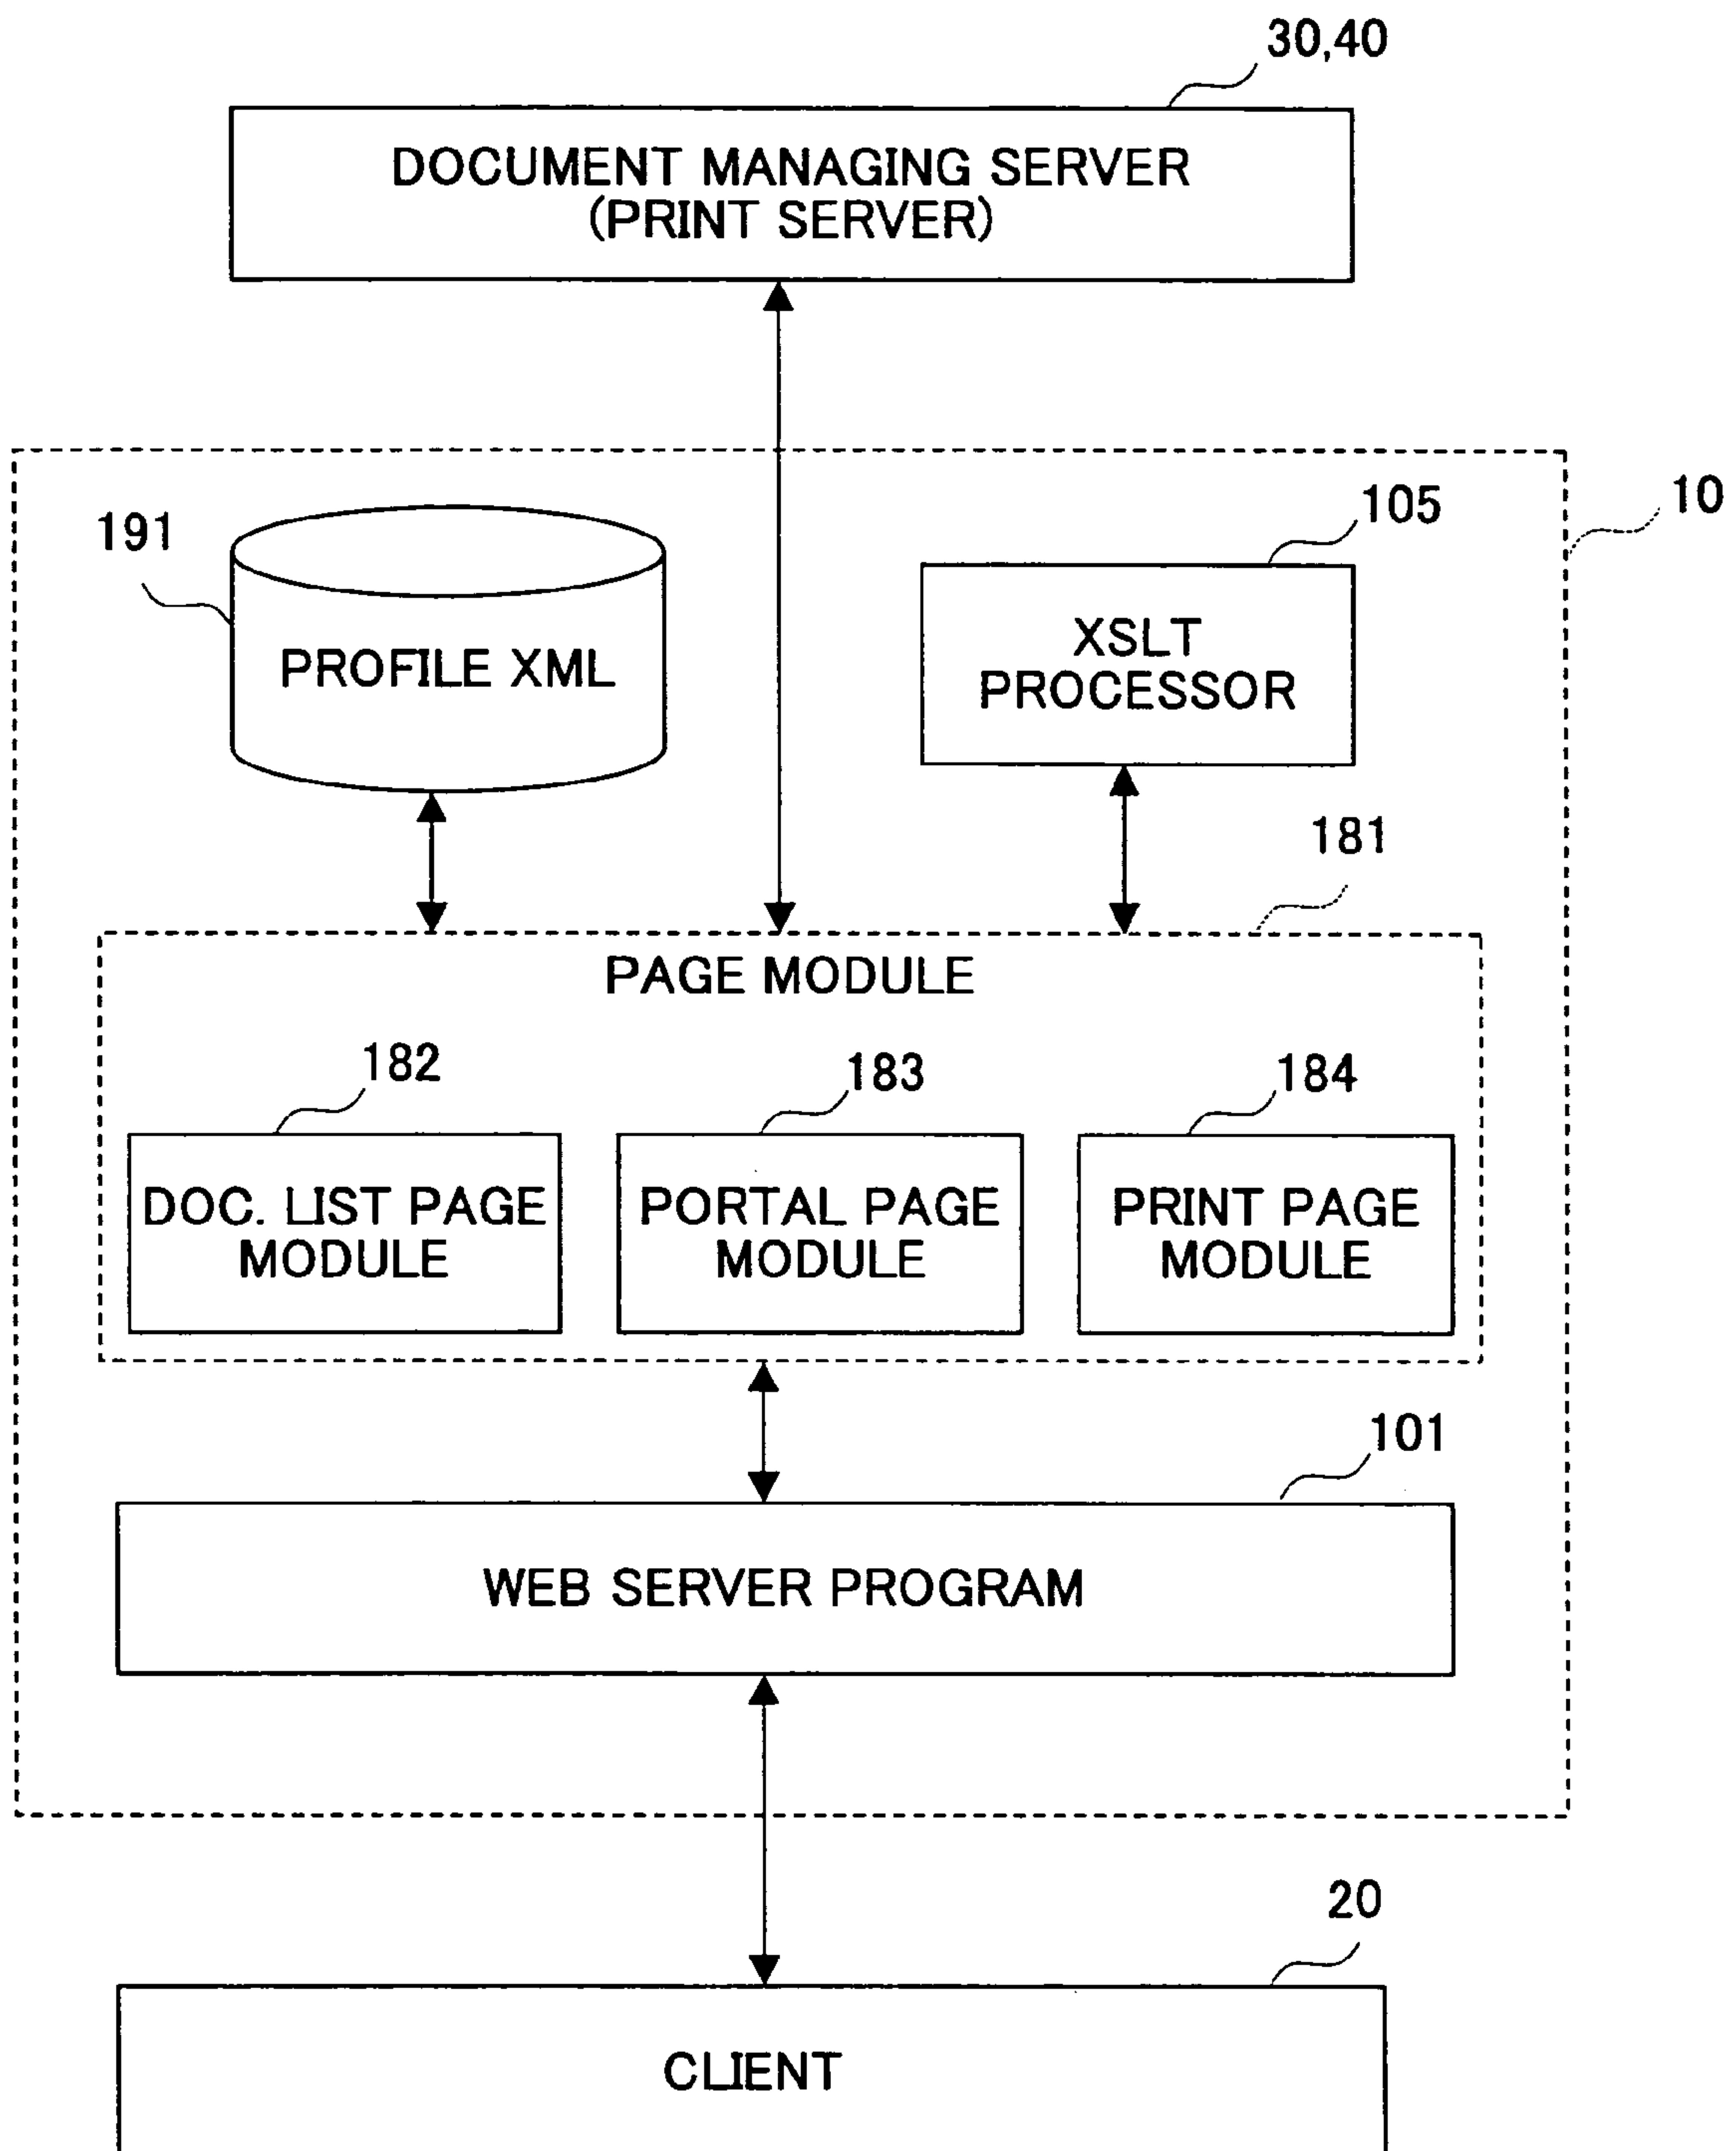 30,40
DOCUMENT MANAGING SERVER
(PRINT SERVER)
10
191
PROFILE XML
105
XSLT
PROCESSOR
181
PAGE MODULE
182
DOC. LIST PAGE
MODULE
183
PORTAL PAGE
MODULE
184
PRINT PAGE
MODULE
101
WEB SERVER PROGRAM
20
CLIENT